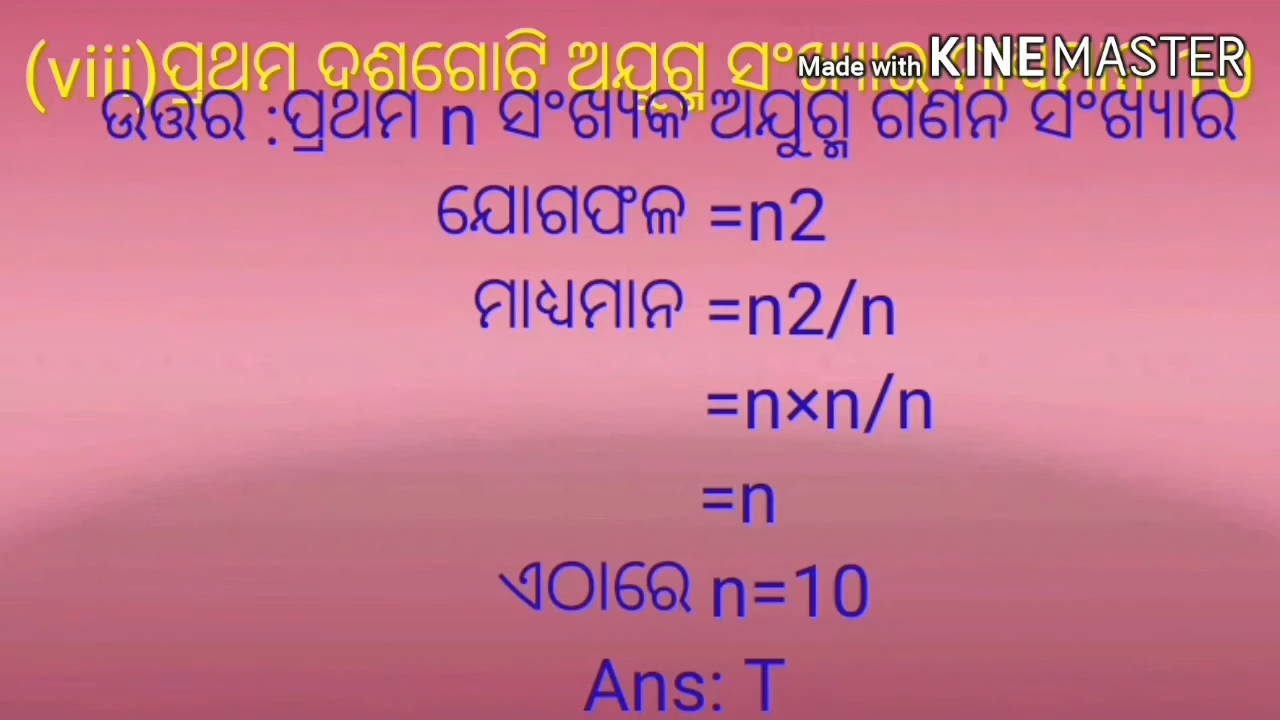 (viii)ପ୍ରଥମ ଦଶଗୋଟି ଅଯୁଗ୍ମ 10
Made with KINEMASTER
ଉତ୍ତର :ପ୍ରଥମ n ସଂଖ୍ୟକ ଅଯୁଗ୍ମ ଗଣନ ସଂଖ୍ୟାର
ଯୋଗଫଳ =n2
ମାଧ୍ୟମାନ =n2/n
=n×n/n
=n
ଏଠାରେ n=10
Ans: T